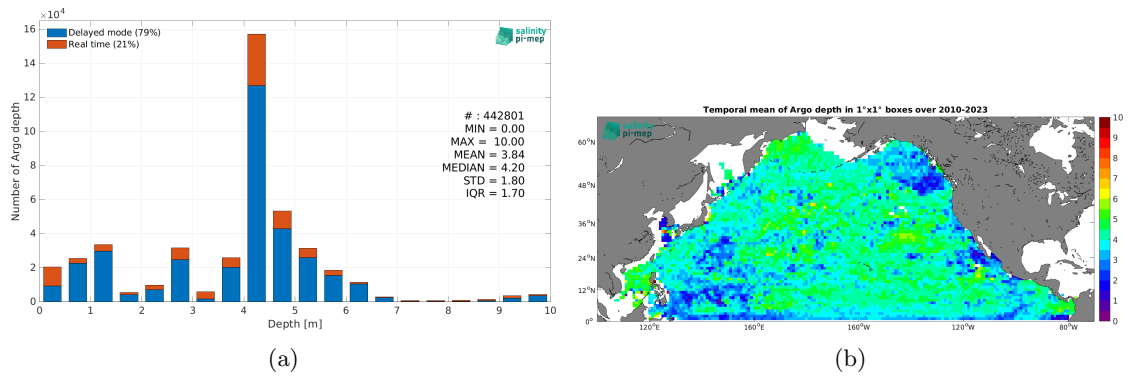 ×10⁴
16
14
12
10
8
6
4
2
0
Number of Argo depth
Delayed mode (79%)
Real time (21%)
salinity
pi-mep
# : 442801
MIN = 0.00
MAX = 10.00
MEAN = 3.84
MEDIAN = 4.20
STD = 1.80
IQR = 1.70
0 1 2 3 4 5 6 7 8 9 10
Depth [m]
(a)
Temporal mean of Argo depth in 1°x1° boxes over 2010-2023
salinity
pi-mep
60°N
48°N
36°N
24°N
12°N
0°
120°E 160°E 160°W 120°W 80°W
10
9
8
7
6
5
4
3
2
1
0
(b)